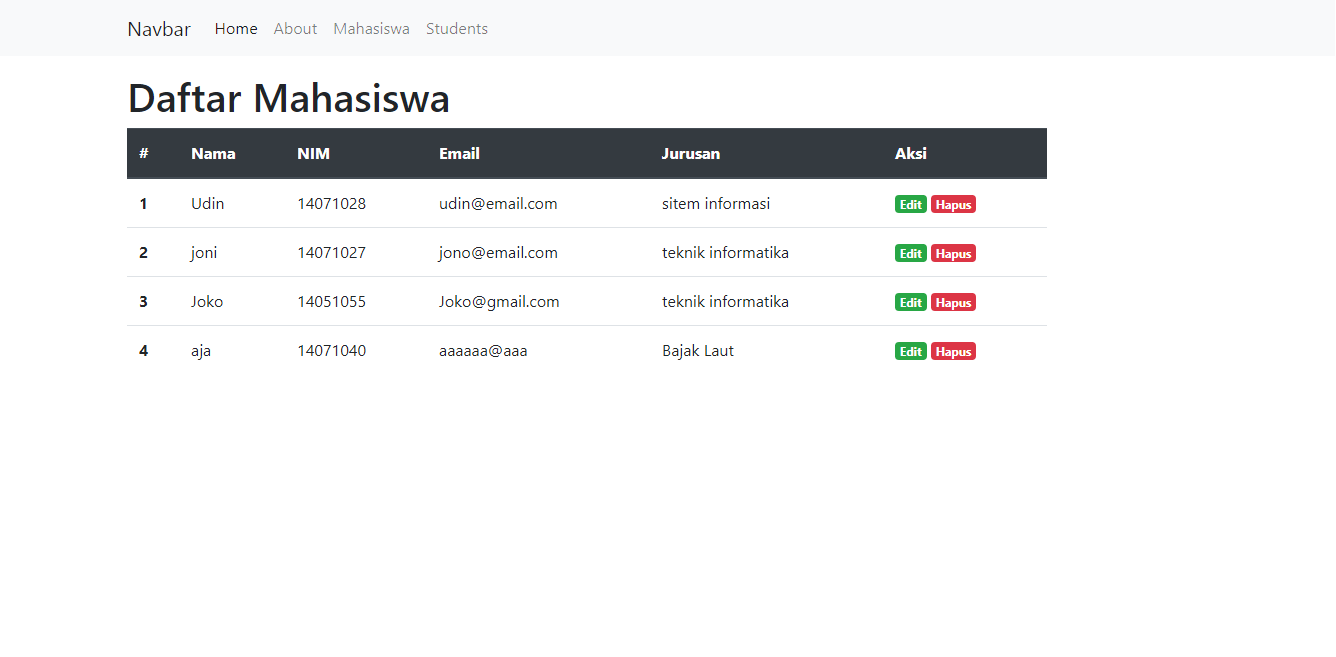 Navbar Home About Mahasiswa Students
Daftar Mahasiswa
# Nama NIM Email Jurusan Aksi
1 Udin 14071028 udin@email.com sitem informasi Edit Hapus
2 joni 14071027 jono@email.com teknik informatika Edit Hapus
3 Joko 14051055 Joko@gmail.com teknik informatika Edit Hapus
4 aja 14071040 aaaaaa@aaa Bajak Laut Edit Hapus